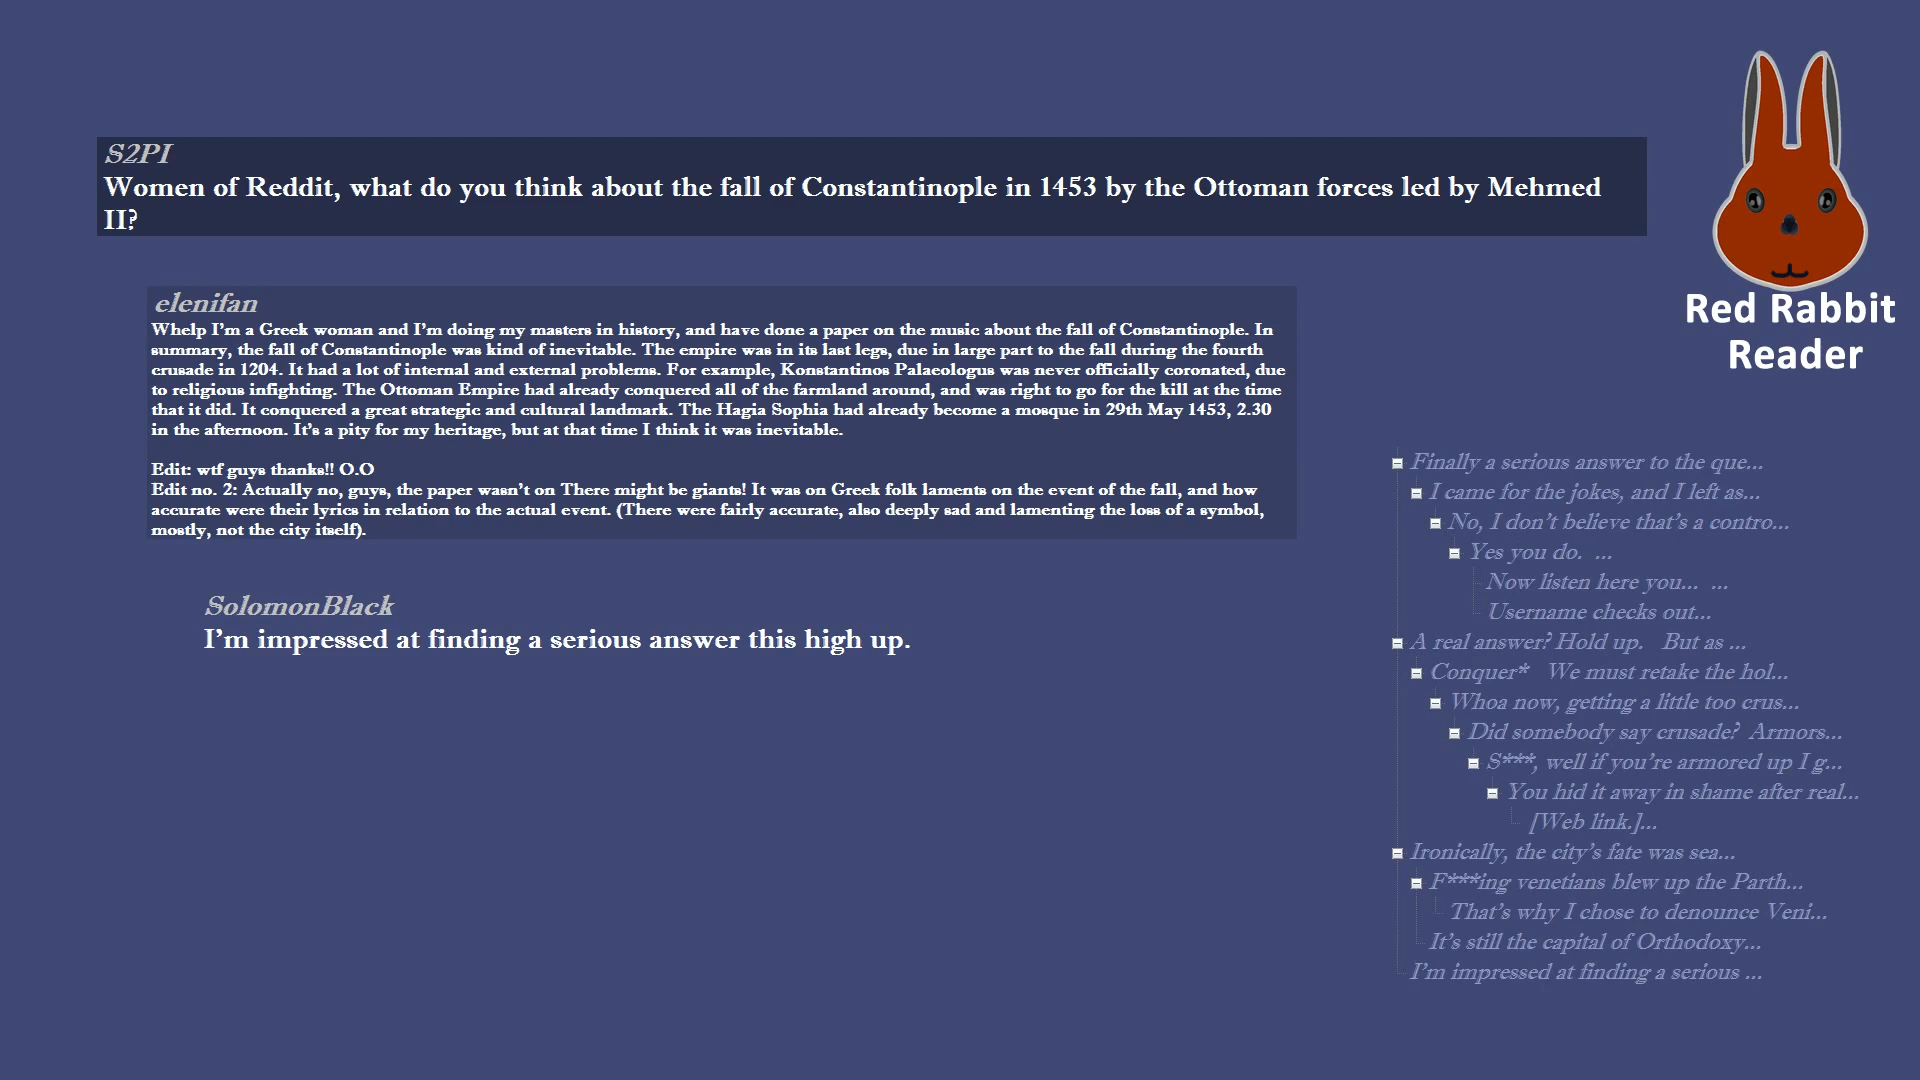 S2PI
Women of Reddit, what do you think about the fall of Constantinople in 1453 by the Ottoman forces led by Mehmed
II?
elenifan
Whelp I'm a Greek woman and I'm doing my masters in history, and have done a paper on the music about the fall of Constantinople. In
summary, the fall of Constantinople was kind of inevitable. The empire was in its last legs, due in large part to the fall during the fourth
crusade in 1204. It had a lot of internal and external problems. For example, Konstantinos Palaeologus was never officially coronated, due
to religious infighting. The Ottoman Empire had already conquered all of the farmland around, and was right to go for the kill at the time
that it did. It conquered a great strategic and cultural landmark. The Hagia Sophia had already become a mosque in 29th May 1453, 2.30
in the afternoon. It's a pity for my heritage, but at that time I think it was inevitable.
Edit: wtf guys thanks!! O.O
Edit no. 2: Actually no, guys, the paper wasn't on There might be giants! It was on Greek folk laments on the event of the fall, and how
accurate were their lyrics in relation to the actual event. (There were fairly accurate, also deeply sad and lamenting the loss of a symbol,
mostly, not the city itself).
SolomonBlack
I'm impressed at finding a serious answer this high up.
Red Rabbit
Reader
Finally a serious answer to the que...
I came for the jokes, and I left as...
No, I don't believe that's a contro...
Yes you do.  ...
Now listen here you...  ...
Username checks out...
A real answer? Hold up.   But as ...
Conquer*   We must retake the hol...
Whoa now, getting a little too crus...
Did somebody say crusade?  Armors...
S***, well if you're armored up I g...
You hid it away in shame after real...
[Web link.]...
Ironically, the city's fate was sea...
F***ing venetians blew up the Parth...
That's why I chose to denounce Veni...
It's still the capital of Orthodoxy...
I'm impressed at finding a serious ...